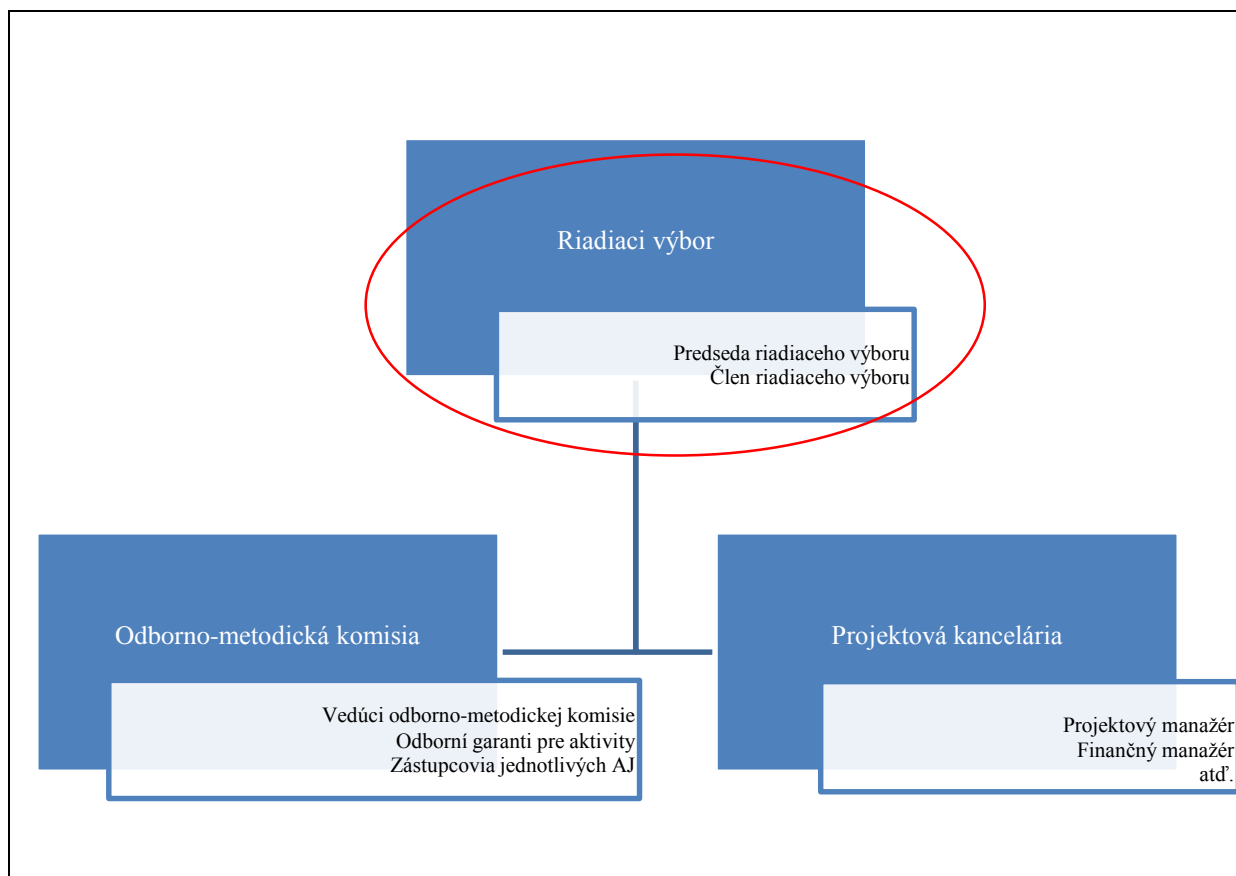 Riadiaci výbor
Predseda riadiaceho výboru
Člen riadiaceho výboru
Odborno-metodická komisia
Vedúci odborno-metodickej komisie
Odborní garanti pre aktivity
Zástupcovia jednotlivých AJ
Projektová kancelária
Projektový manažér
Finančný manažér
atď.